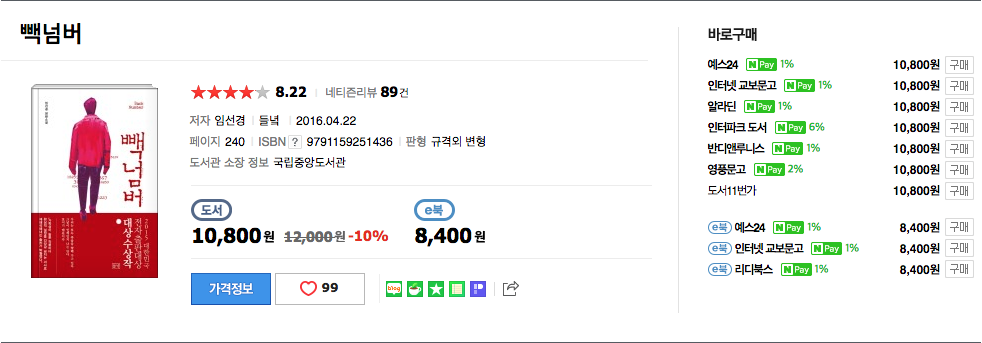 빽넘버
8.22 네티즌리뷰 89건
저자 임선경 | 들녘 | 2016.04.22
페이지 240 | ISBN ? 9791159251436 | 판형 규격외 변형
도서관 소장 정보 국립중앙도서관
도서
10,800원 12,000원 -10%
e북
8,400원
가격정보
99
blog
빽넘버
2015 대한민국
전자출판대상
대상수상작
바로구매
예스24 N Pay 1% 10,800원 구매
인터넷 교보문고 N Pay 1% 10,800원 구매
알라딘 N Pay 1% 10,800원 구매
인터파크 도서 N Pay 6% 10,800원 구매
반디앤루니스 N Pay 1% 10,800원 구매
영풍문고 N Pay 2% 10,800원 구매
도서11번가 10,800원 구매
e북 예스24 N Pay 1% 8,400원 구매
e북 인터넷 교보문고 N Pay 1% 8,400원 구매
e북 리디북스 N Pay 1% 8,400원 구매